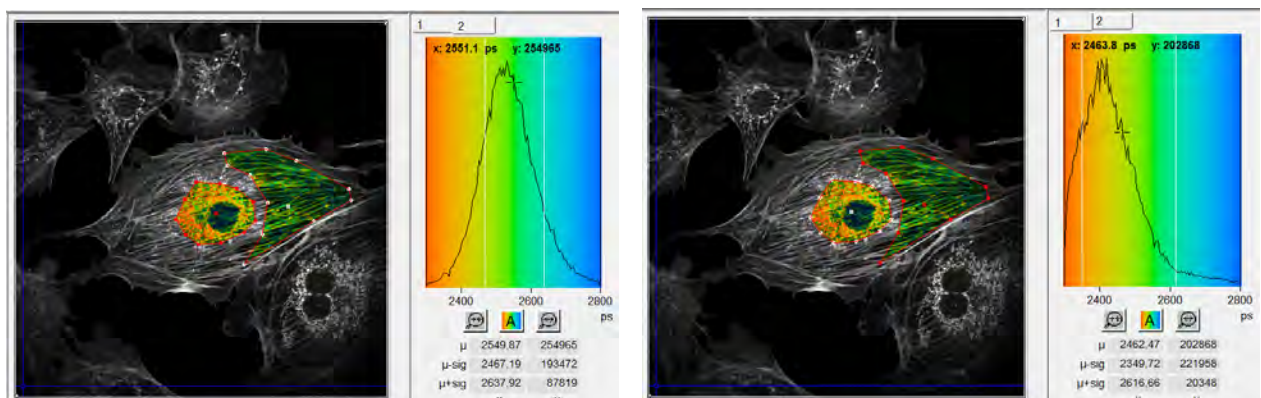 1 2
x: 2551.1 ps y: 254965
2400 2600 2800
ps
A
μ 2549.87 254965
μ-sig 2467.19 193472
μ+sig 2637.92 87819
1 2
x: 2463.8 ps y: 202868
2400 2600 2800
ps
A
μ 2462.47 202868
μ-sig 2349.72 221958
μ+sig 2616.66 20348